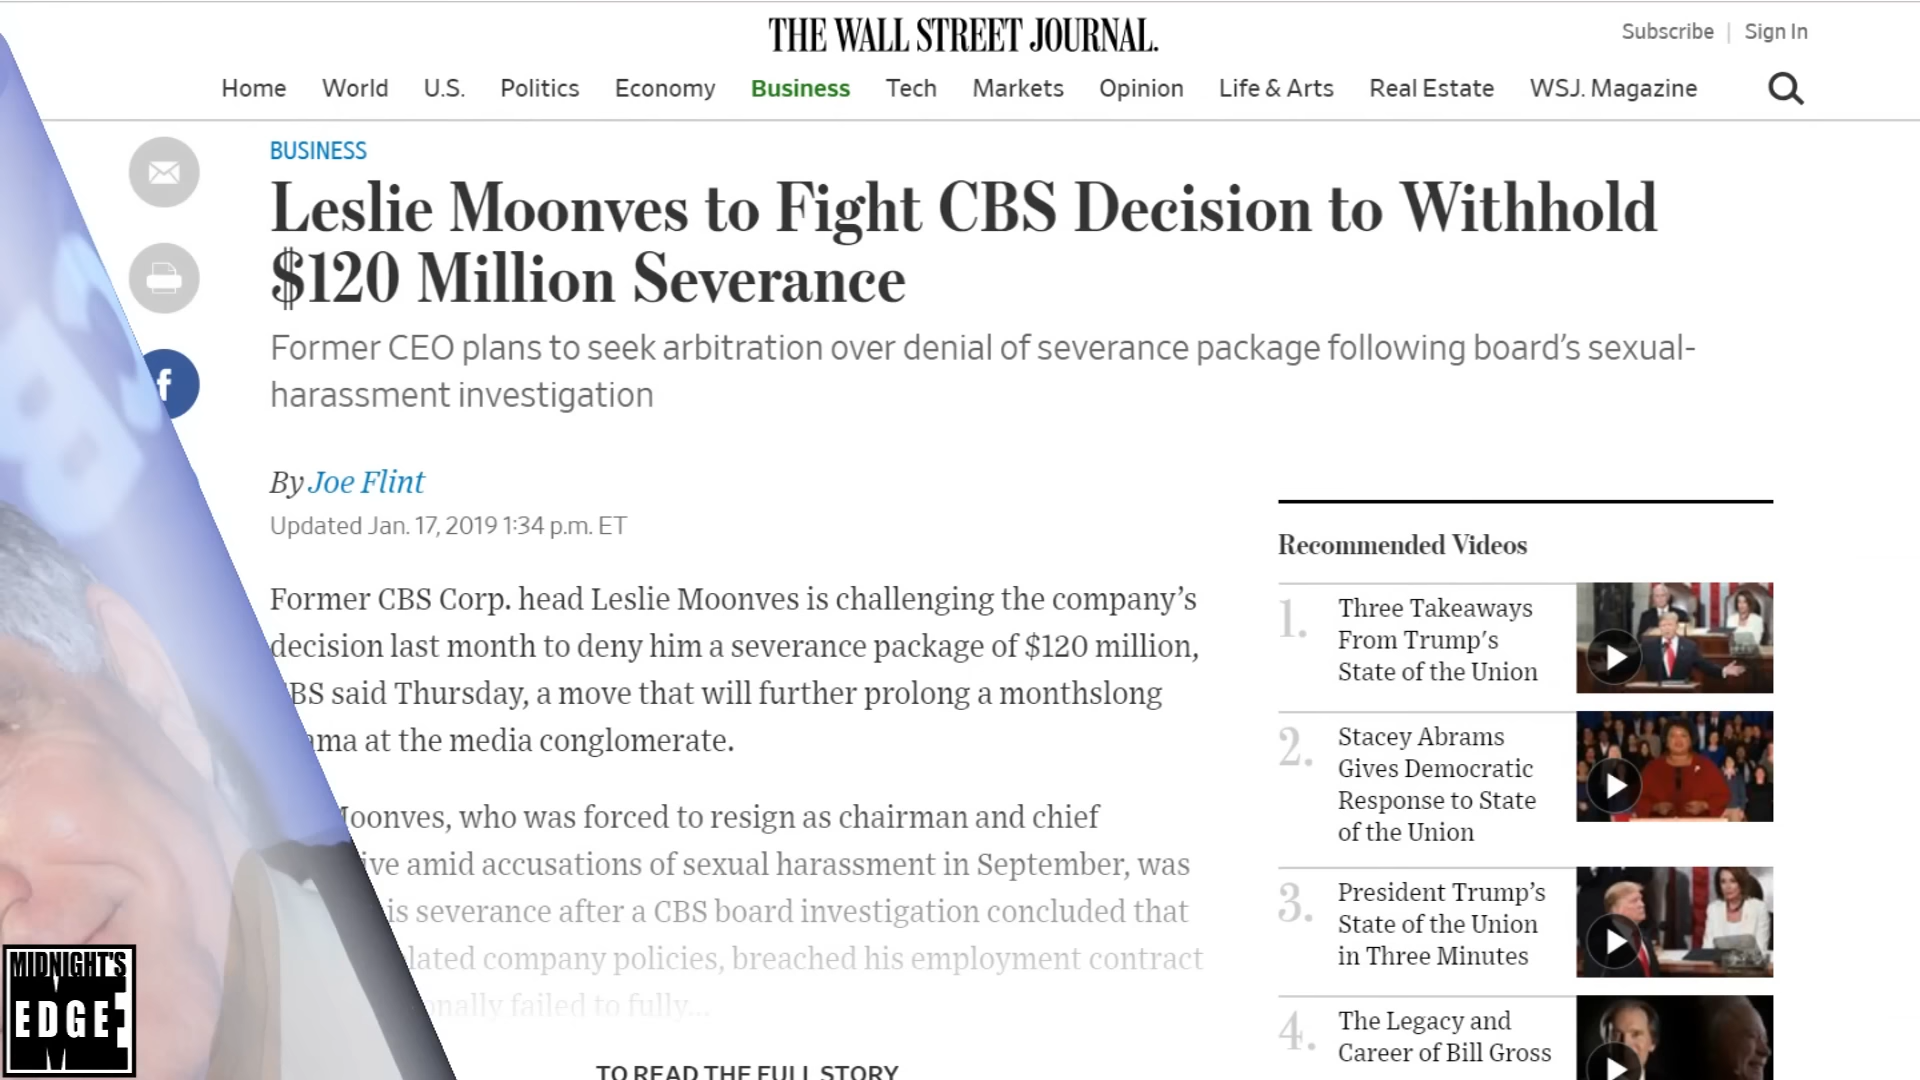 THE WALL STREET JOURNAL.
Subscribe | Sign In
Home World U.S. Politics Economy Business Tech Markets Opinion Life & Arts Real Estate WSJ. Magazine
BUSINESS
Leslie Moonves to Fight CBS Decision to Withhold
$120 Million Severance
Former CEO plans to seek arbitration over denial of severance package following board's sexual-
harassment investigation
By Joe Flint
Updated Jan. 17, 2019 1:34 p.m. ET
Former CBS Corp. head Leslie Moonves is challenging the company's
decision last month to deny him a severance package of $120 million,
BS said Thursday, a move that will further prolong a monthslong
ama at the media conglomerate.
Moonves, who was forced to resign as chairman and chief
ive amid accusations of sexual harassment in September, was
is severance after a CBS board investigation concluded that
lated company policies, breached his employment contract
onally failed to fully...
TO READ THE FULL STORY
Recommended Videos
1. Three Takeaways
From Trump's
State of the Union
2. Stacey Abrams
Gives Democratic
Response to State
of the Union
3. President Trump's
State of the Union
in Three Minutes
4. The Legacy and
Career of Bill Gross
f
MIDNIGHT'S
EDGE